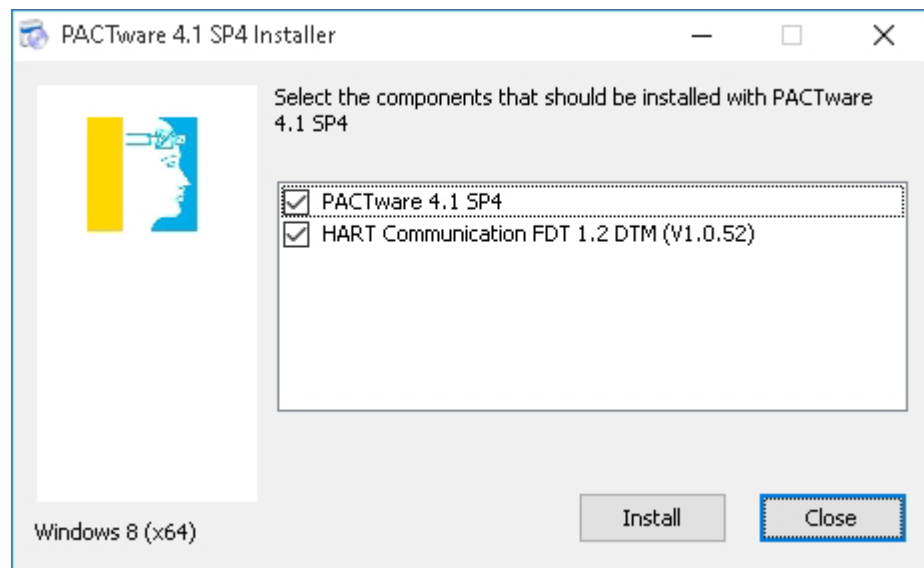 PACTware 4.1 SP4 Installer
Select the components that should be installed with PACTware
4.1 SP4
PACTware 4.1 SP4
HART Communication FDT 1.2 DTM (V1.0.52)
Windows 8 (x64)
Install
Close